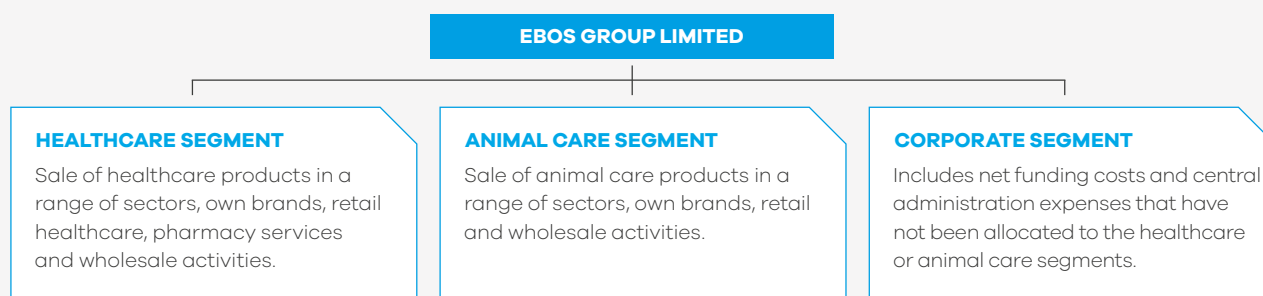 EBOS GROUP LIMITED
HEALTHCARE SEGMENT
Sale of healthcare products in a
range of sectors, own brands, retail
healthcare, pharmacy services
and wholesale activities.
ANIMAL CARE SEGMENT
Sale of animal care products in a
range of sectors, own brands, retail
and wholesale activities.
CORPORATE SEGMENT
Includes net funding costs and central
administration expenses that have
not been allocated to the healthcare
or animal care segments.